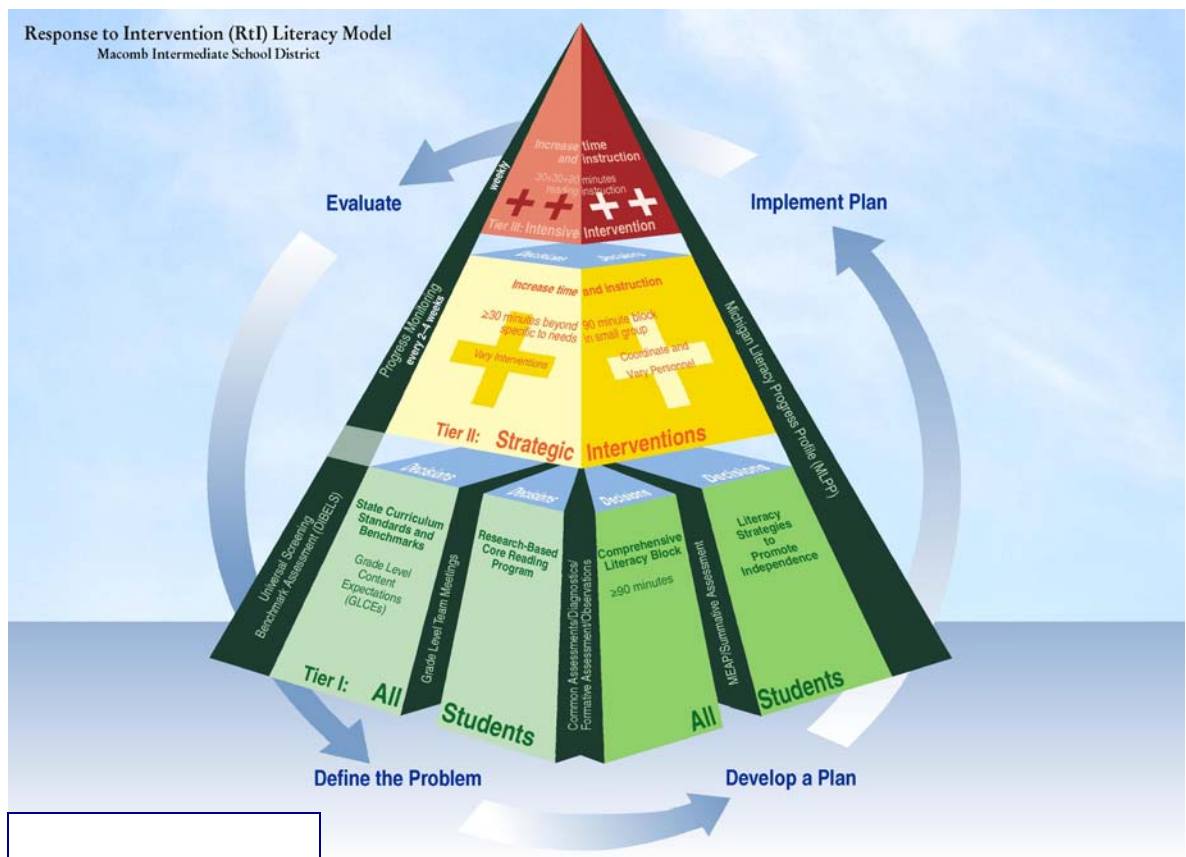 Response to Intervention (RtI) Literacy Model
Macomb Intermediate School District
Evaluate
Implement Plan
Define the Problem
Develop a Plan
weekly
Increase time
and instruction
30+30+90 minutes
reading instruction
Tier III: Intensive Intervention
Decisions
Decisions
Progress Monitoring
every 2–4 weeks
Increase time and instruction
≥30 minutes beyond 90 minute block
specific to needs in small group
Vary Interventions
Coordinate and
Vary Personnel
Tier II: Strategic Interventions
Michigan Literacy Progress Profile (MLPP)
Decisions
Decisions
Decisions
Decisions
Universal Screening
Benchmark Assessment (DIBELS)
State Curriculum
Standards and
Benchmarks
Grade Level
Content
Expectations
(GLCEs)
Grade Level Team Meetings
Research-Based
Core Reading
Program
Common Assessments/Diagnostics/
Formative Assessment/Observations
Comprehensive
Literacy Block
≥90 minutes
MEAP/Summative Assessment
Literacy
Strategies
to
Promote
Independence
Tier I: All Students
All Students